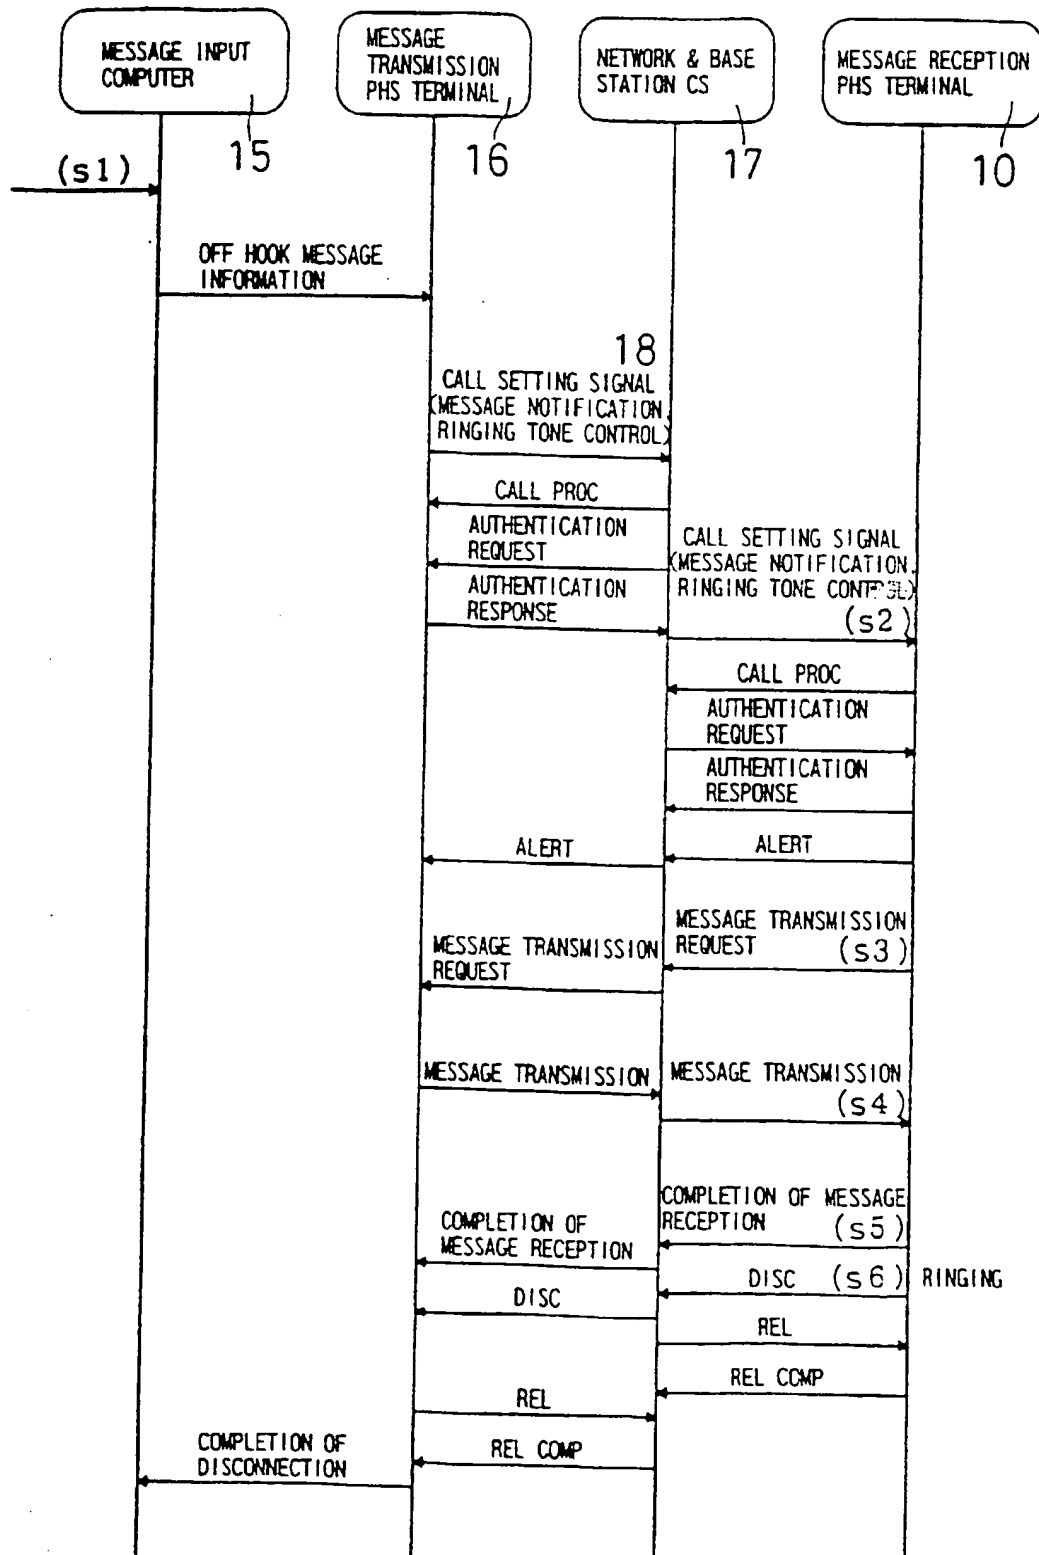 MESSAGE INPUT
COMPUTER
MESSAGE
TRANSMISSION
PHS TERMINAL
NETWORK & BASE
STATION CS
MESSAGE RECEPTION
PHS TERMINAL
15
16
17
10
(s1)
OFF HOOK MESSAGE
INFORMATION
18
CALL SETTING SIGNAL
(MESSAGE NOTIFICATION,
RINGING TONE CONTROL)
CALL PROC
AUTHENTICATION
REQUEST
AUTHENTICATION
RESPONSE
CALL SETTING SIGNAL
(MESSAGE NOTIFICATION,
RINGING TONE CONTROL)
(s2)
CALL PROC
AUTHENTICATION
REQUEST
AUTHENTICATION
RESPONSE
ALERT
ALERT
MESSAGE TRANSMISSION
REQUEST (s3)
MESSAGE TRANSMISSION
REQUEST
MESSAGE TRANSMISSION
MESSAGE TRANSMISSION
(s4)
COMPLETION OF MESSAGE
RECEPTION (s5)
COMPLETION OF
MESSAGE RECEPTION
DISC (s6) RINGING
DISC
REL
REL COMP
REL
REL COMP
COMPLETION OF
DISCONNECTION